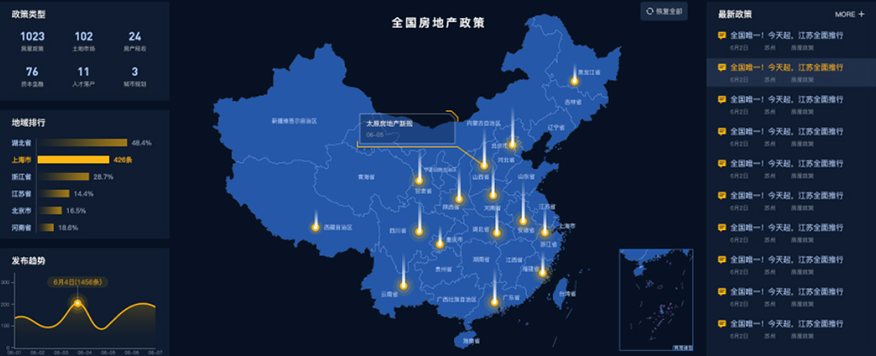 政策类型
1023 102 24
房屋政策 土地市场 房产税收
76 11 3
资本金融 人才落户 城市规划
地域排行
湖北省 48.4%
上海市 426条
浙江省 28.7%
江苏省 14.4%
北京市 16.5%
河南省 18.6%
发布趋势
6月4日(1456条)
300
200
100
06-01 06-02 06-03 06-04 06-05 06-06 06-07
全国房地产政策
恢复全部
太原房地产新规
06-05
黑龙江省
吉林省
辽宁省
内蒙古自治区
新疆维吾尔自治区
北京市
河北省
山西省
山东省
宁夏回族自治区
青海省
甘肃省
陕西省
河南省
江苏省
西藏自治区
四川省
重庆市
湖北省
安徽省
上海市
浙江省
湖南省
江西省
贵州省
福建省
云南省
广西壮族自治区
广东省
台湾省
海南省
南海诸岛
最新政策 MORE +
全国唯一！今天起，江苏全面推行
6月2日 苏州 房屋政策
全国唯一！今天起，江苏全面推行
6月2日 苏州 房屋政策
全国唯一！今天起，江苏全面推行
6月2日 苏州 房屋政策
全国唯一！今天起，江苏全面推行
6月2日 苏州 房屋政策
全国唯一！今天起，江苏全面推行
6月2日 苏州 房屋政策
全国唯一！今天起，江苏全面推行
6月2日 苏州 房屋政策
全国唯一！今天起，江苏全面推行
6月2日 苏州 房屋政策
全国唯一！今天起，江苏全面推行
6月2日 苏州 房屋政策
全国唯一！今天起，江苏全面推行
6月2日 苏州 房屋政策
全国唯一！今天起，江苏全面推行
6月2日 苏州 房屋政策